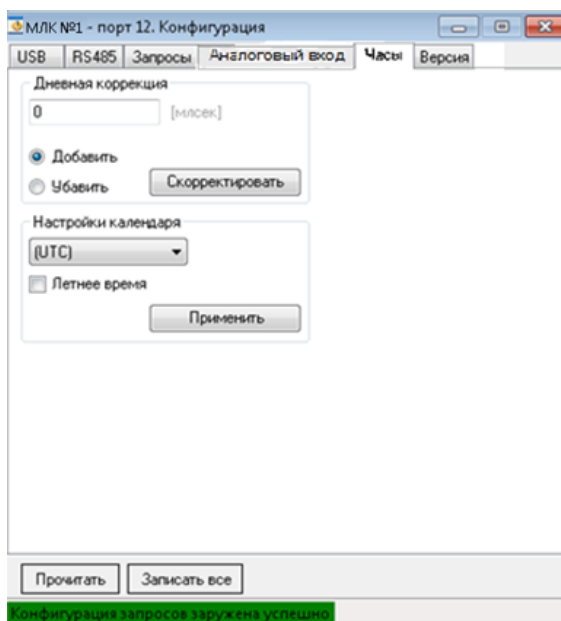 МЛК №1 - порт 12. Конфигурация
USB RS485 Запросы Аналоговый вход Часы Версия
Дневная коррекция
0 [млсек]
Добавить
Убавить Скорректировать
Настройки календаря
(UTC)
Летнее время
Применить
Прочитать Записать все
Конфигурация запросов заружена успешно